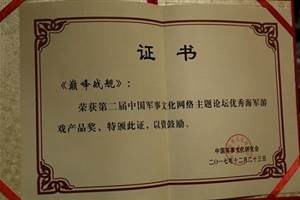 证书
《巅峰战舰》:
荣获第二届中国军事文化网络主题论坛优秀海军游
戏产品奖，特颁此证，以资鼓励。
中国军事文化研究会
二〇一七年十二月二十三日